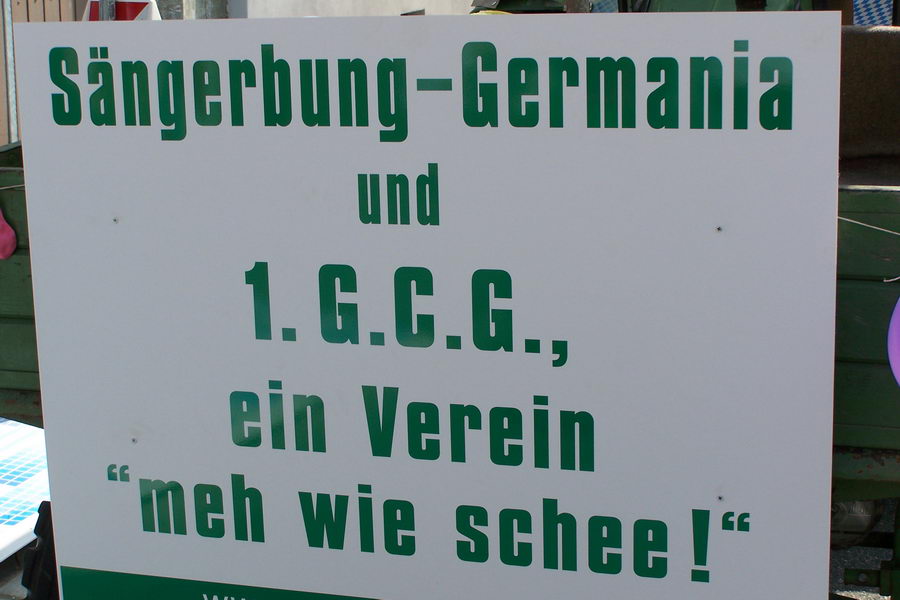 Sängerbung-Germania
und
1. G.C.G.,
ein Verein
“meh wie schee!“